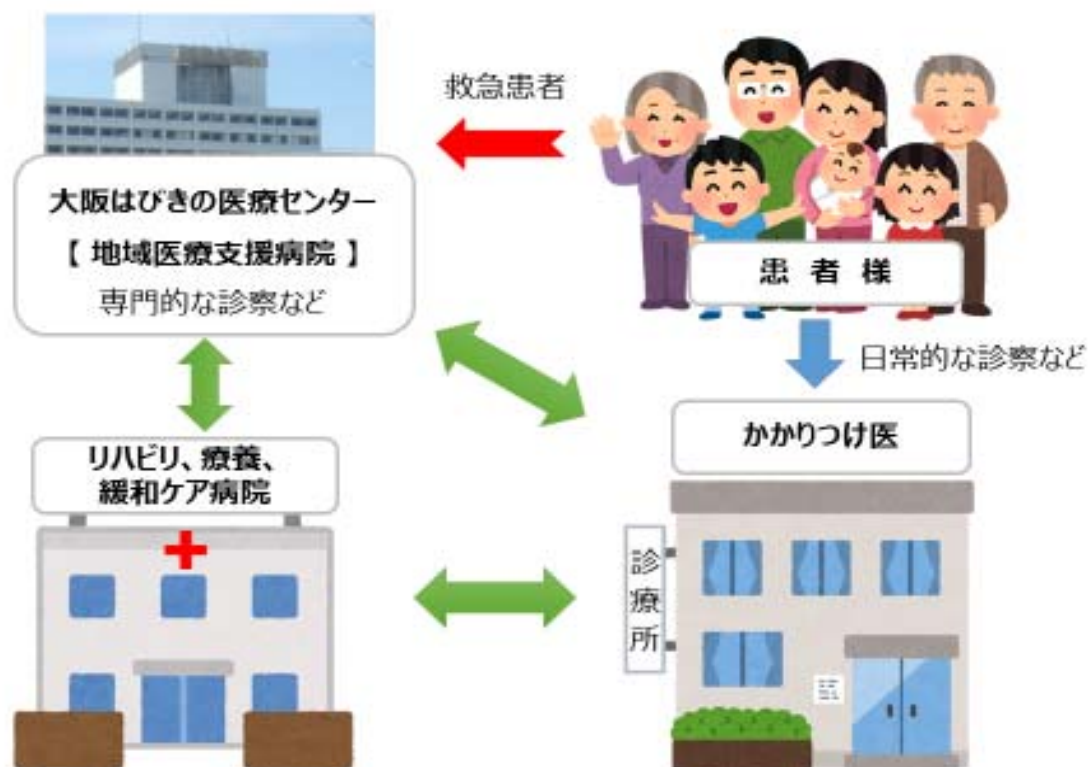 救急患者
大阪はびきの医療センター
【 地域医療支援病院 】
専門的な診察など
患 者 様
日常的な診察など
かかりつけ医
リハビリ、療養、
緩和ケア病院
診療所